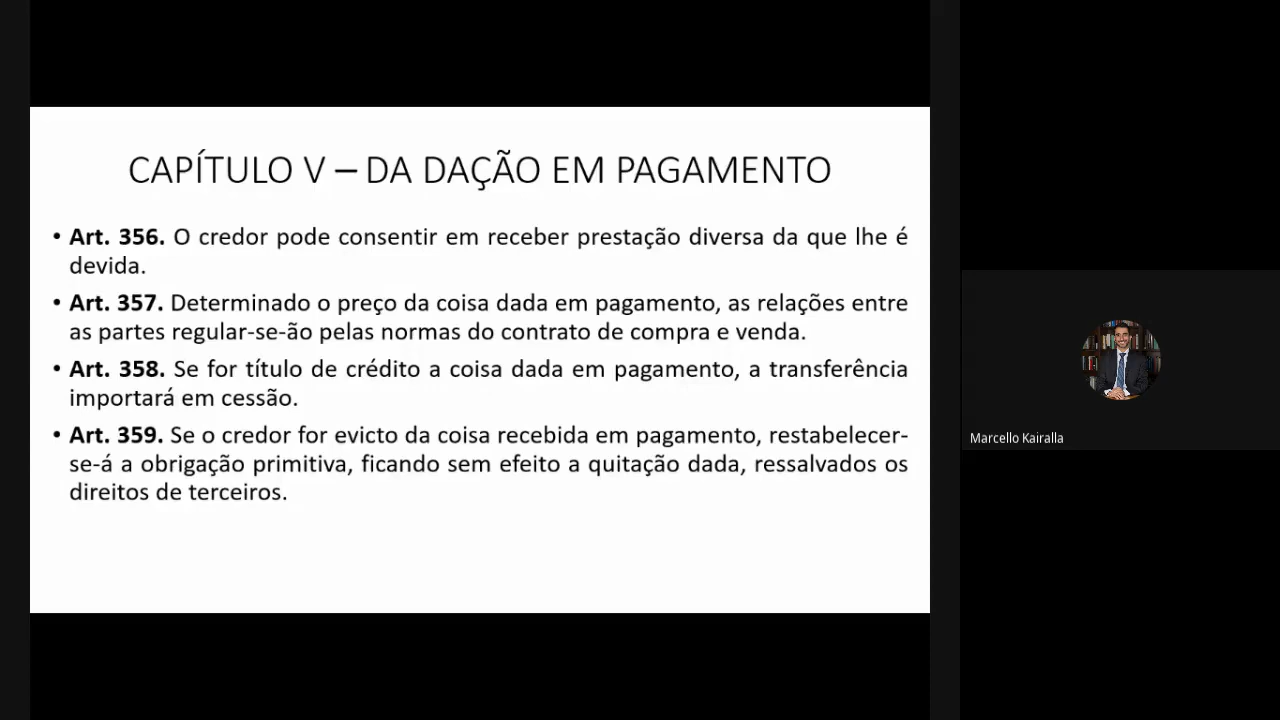 CAPÍTULO V – DA DAÇÃO EM PAGAMENTO
• Art. 356. O credor pode consentir em receber prestação diversa da que lhe é
devida.
• Art. 357. Determinado o preço da coisa dada em pagamento, as relações entre
as partes regular-se-ão pelas normas do contrato de compra e venda.
• Art. 358. Se for título de crédito a coisa dada em pagamento, a transferência
importará em cessão.
• Art. 359. Se o credor for evicto da coisa recebida em pagamento, restabelecer-
se-á a obrigação primitiva, ficando sem efeito a quitação dada, ressalvados os
direitos de terceiros.
Marcello Kairalla